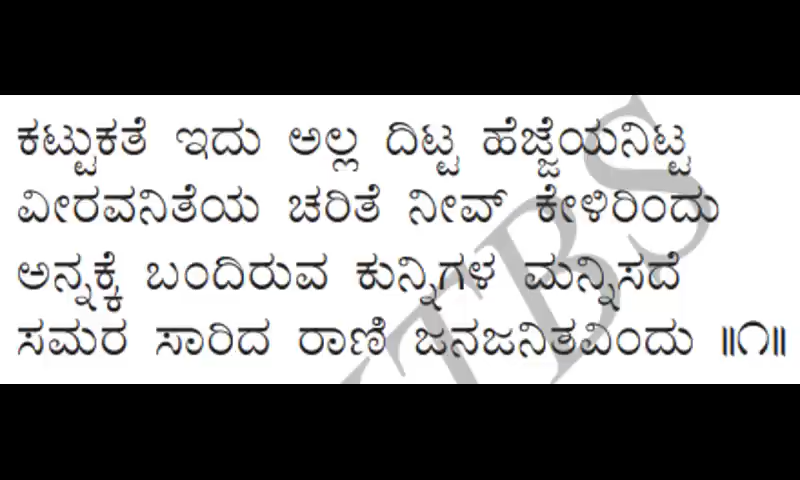 ಕಟ್ಟುಕತೆ ಇದು ಅಲ್ಲ ದಿಟ್ಟ ಹೆಜ್ಜೆಯನಿಟ್ಟ
ವೀರವನಿತೆಯ ಚರಿತೆ ನೀವ್ ಕೇಳಿರಿಂದು
ಅನ್ನಕ್ಕೆ ಬಂದಿರುವ ಕುನ್ನಿಗಳ ಮನ್ನಿಸದೆ
ಸಮರ ಸಾರಿದ ರಾಣಿ ಜನಜನಿತವಿಂದು ॥೧॥